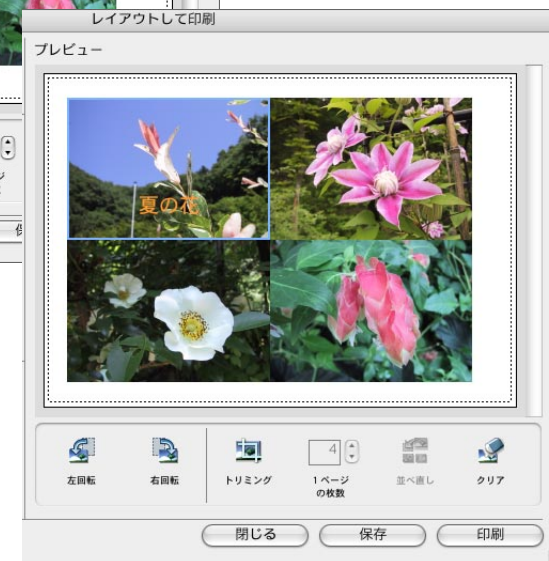 レイアウトして印刷
プレビュー
夏の花
左回転
右回転
トリミング
4
1ページ
の枚数
並べ直し
クリア
閉じる
保存
印刷